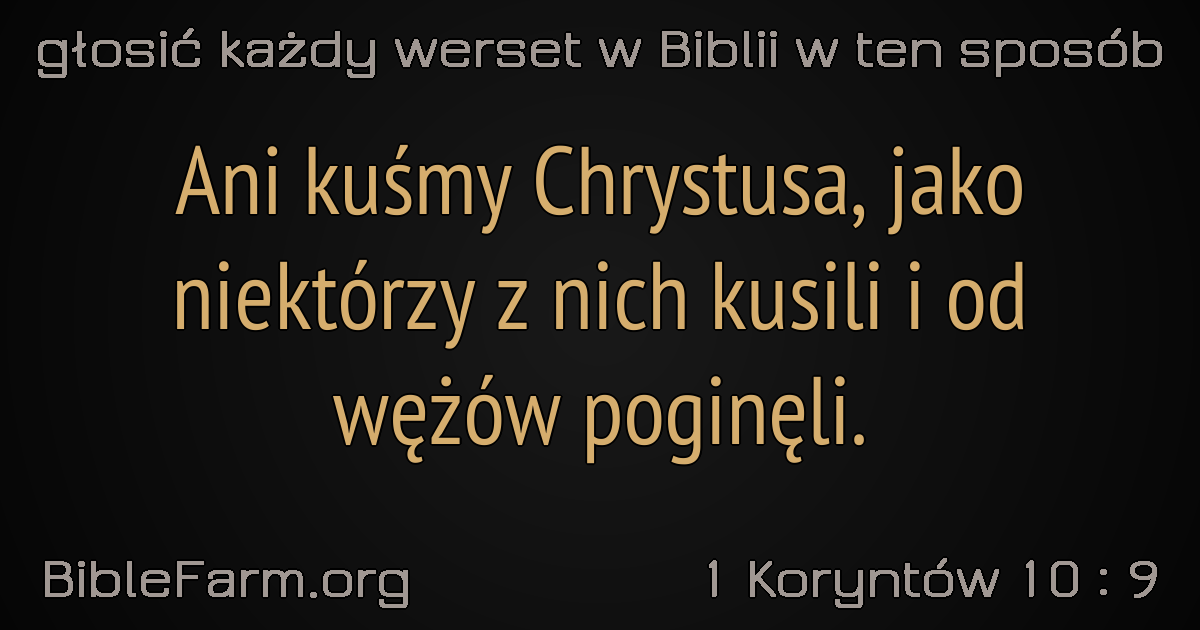 głosić każdy werset w Biblii w ten sposób
Ani kuśmy Chrystusa, jako
niektórzy z nich kusili i od
wężów poginęli.
BibleFarm.org
1 Koryntów 10 : 9